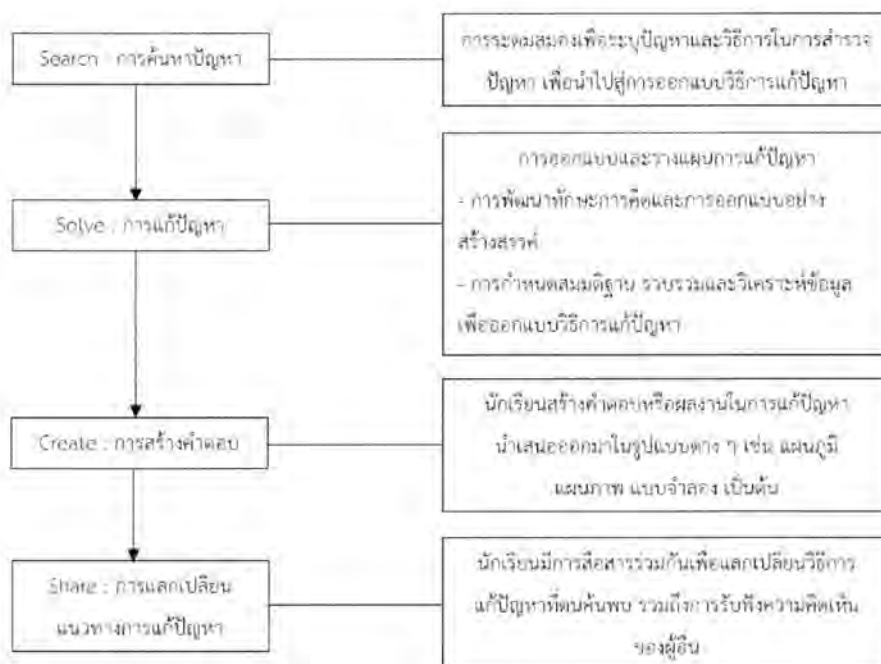 Search : การค้นหาปัญหา
การระดมสมองเพื่อระบุปัญหาและวิธีการในการสำรวจ
ปัญหา เพื่อนำไปสู่การออกแบบวิธีการแก้ปัญหา
Solve : การแก้ปัญหา
การออกแบบและวางแผนการแก้ปัญหา
- การพัฒนาทักษะการคิดและการออกแบบอย่าง
สร้างสรรค์
- การกำหนดสมมติฐาน รวบรวมและวิเคราะห์ข้อมูล
เพื่อออกแบบวิธีการแก้ปัญหา
Create : การสร้างคำตอบ
นักเรียนสร้างคำตอบหรือผลงานในการแก้ปัญหา
นำเสนอออกมาในรูปแบบต่าง ๆ เช่น แผนภูมิ
แผนภาพ แบบจำลอง เป็นต้น
Share : การแลกเปลี่ยน
แนวทางการแก้ปัญหา
นักเรียนมีการสื่อสารร่วมกันเพื่อแลกเปลี่ยนวิธีการ
แก้ปัญหาที่ตนค้นพบ รวมถึงการรับฟังความคิดเห็น
ของผู้อื่น